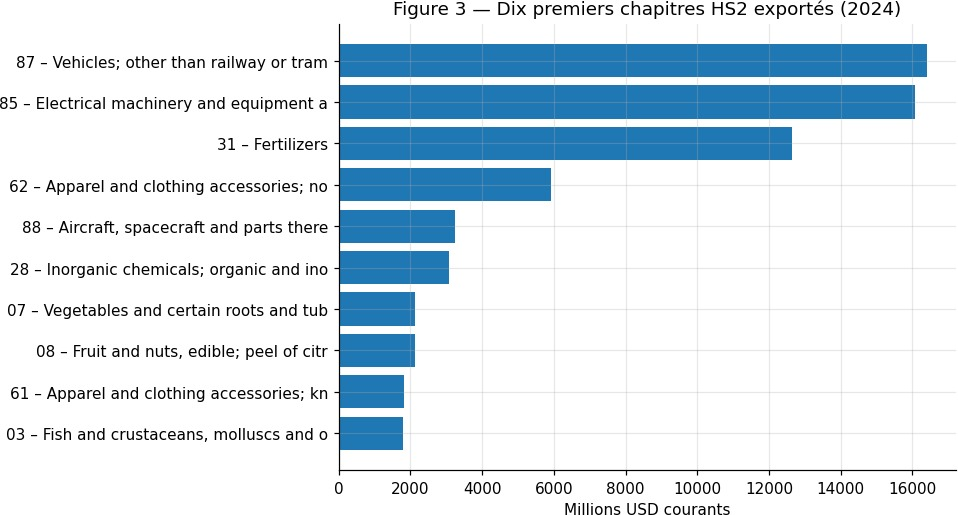 Figure 3 — Dix premiers chapitres HS2 exportés (2024)
87 – Vehicles; other than railway or tram
85 – Electrical machinery and equipment a
31 – Fertilizers
62 – Apparel and clothing accessories; no
88 – Aircraft, spacecraft and parts there
28 – Inorganic chemicals; organic and ino
07 – Vegetables and certain roots and tub
08 – Fruit and nuts, edible; peel of citr
61 – Apparel and clothing accessories; kn
03 – Fish and crustaceans, molluscs and o
0 2000 4000 6000 8000 10000 12000 14000 16000
Millions USD courants